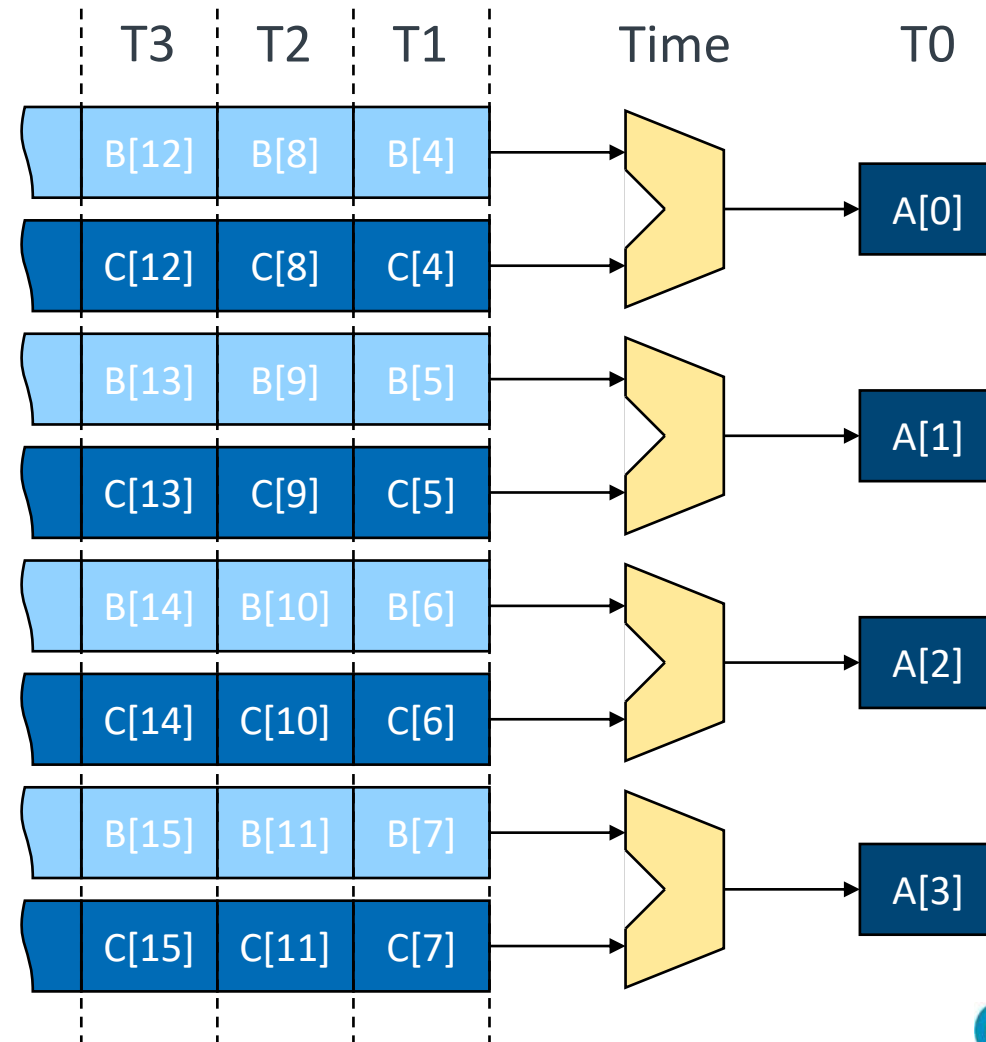 T3 T2 T1 Time T0
B[12] B[8] B[4]
A[0]
C[12] C[8] C[4]
B[13] B[9] B[5]
A[1]
C[13] C[9] C[5]
B[14] B[10] B[6]
A[2]
C[14] C[10] C[6]
B[15] B[11] B[7]
A[3]
C[15] C[11] C[7]